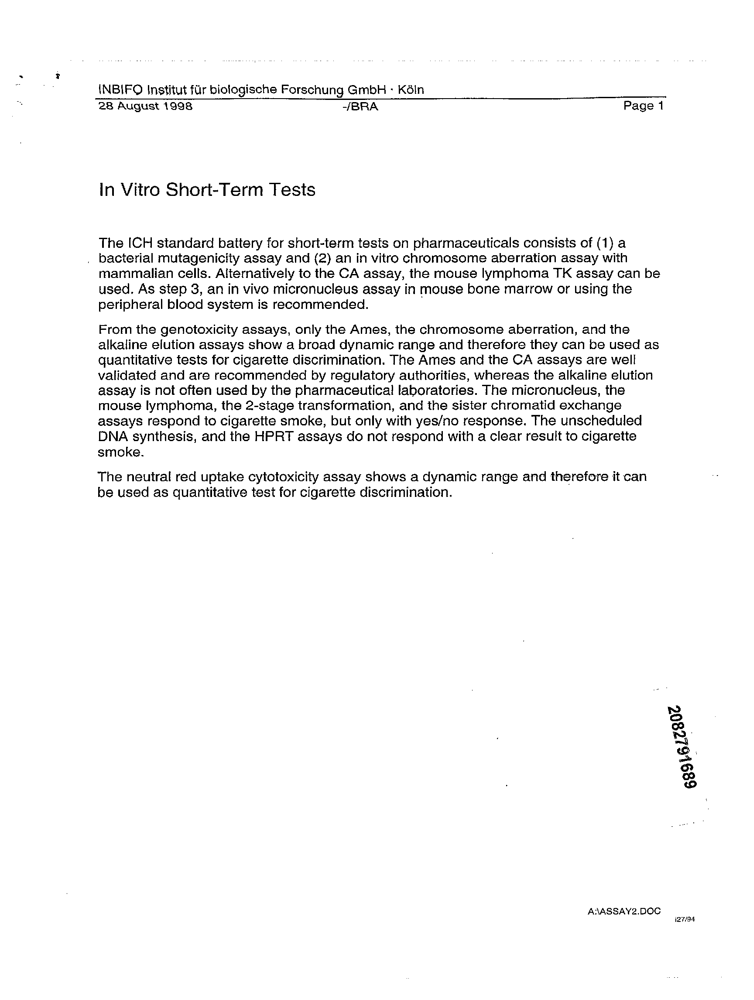 INBIFO Institut für biologische Forschung GmbH · Köln
28 August 1998 -/BRA Page 1
In Vitro Short-Term Tests
The ICH standard battery for short-term tests on pharmaceuticals consists of (1) a
bacterial mutagenicity assay and (2) an in vitro chromosome aberration assay with
mammalian cells. Alternatively to the CA assay, the mouse lymphoma TK assay can be
used. As step 3, an in vivo micronucleus assay in mouse bone marrow or using the
peripheral blood system is recommended.
From the genotoxicity assays, only the Ames, the chromosome aberration, and the
alkaline elution assays show a broad dynamic range and therefore they can be used as
quantitative tests for cigarette discrimination. The Ames and the CA assays are well
validated and are recommended by regulatory authorities, whereas the alkaline elution
assay is not often used by the pharmaceutical laboratories. The micronucleus, the
mouse lymphoma, the 2-stage transformation, and the sister chromatid exchange
assays respond to cigarette smoke, but only with yes/no response. The unscheduled
DNA synthesis, and the HPRT assays do not respond with a clear result to cigarette
smoke.
The neutral red uptake cytotoxicity assay shows a dynamic range and therefore it can
be used as quantitative test for cigarette discrimination.
2082791689
A:\ASSAY2.DOC
i27/94